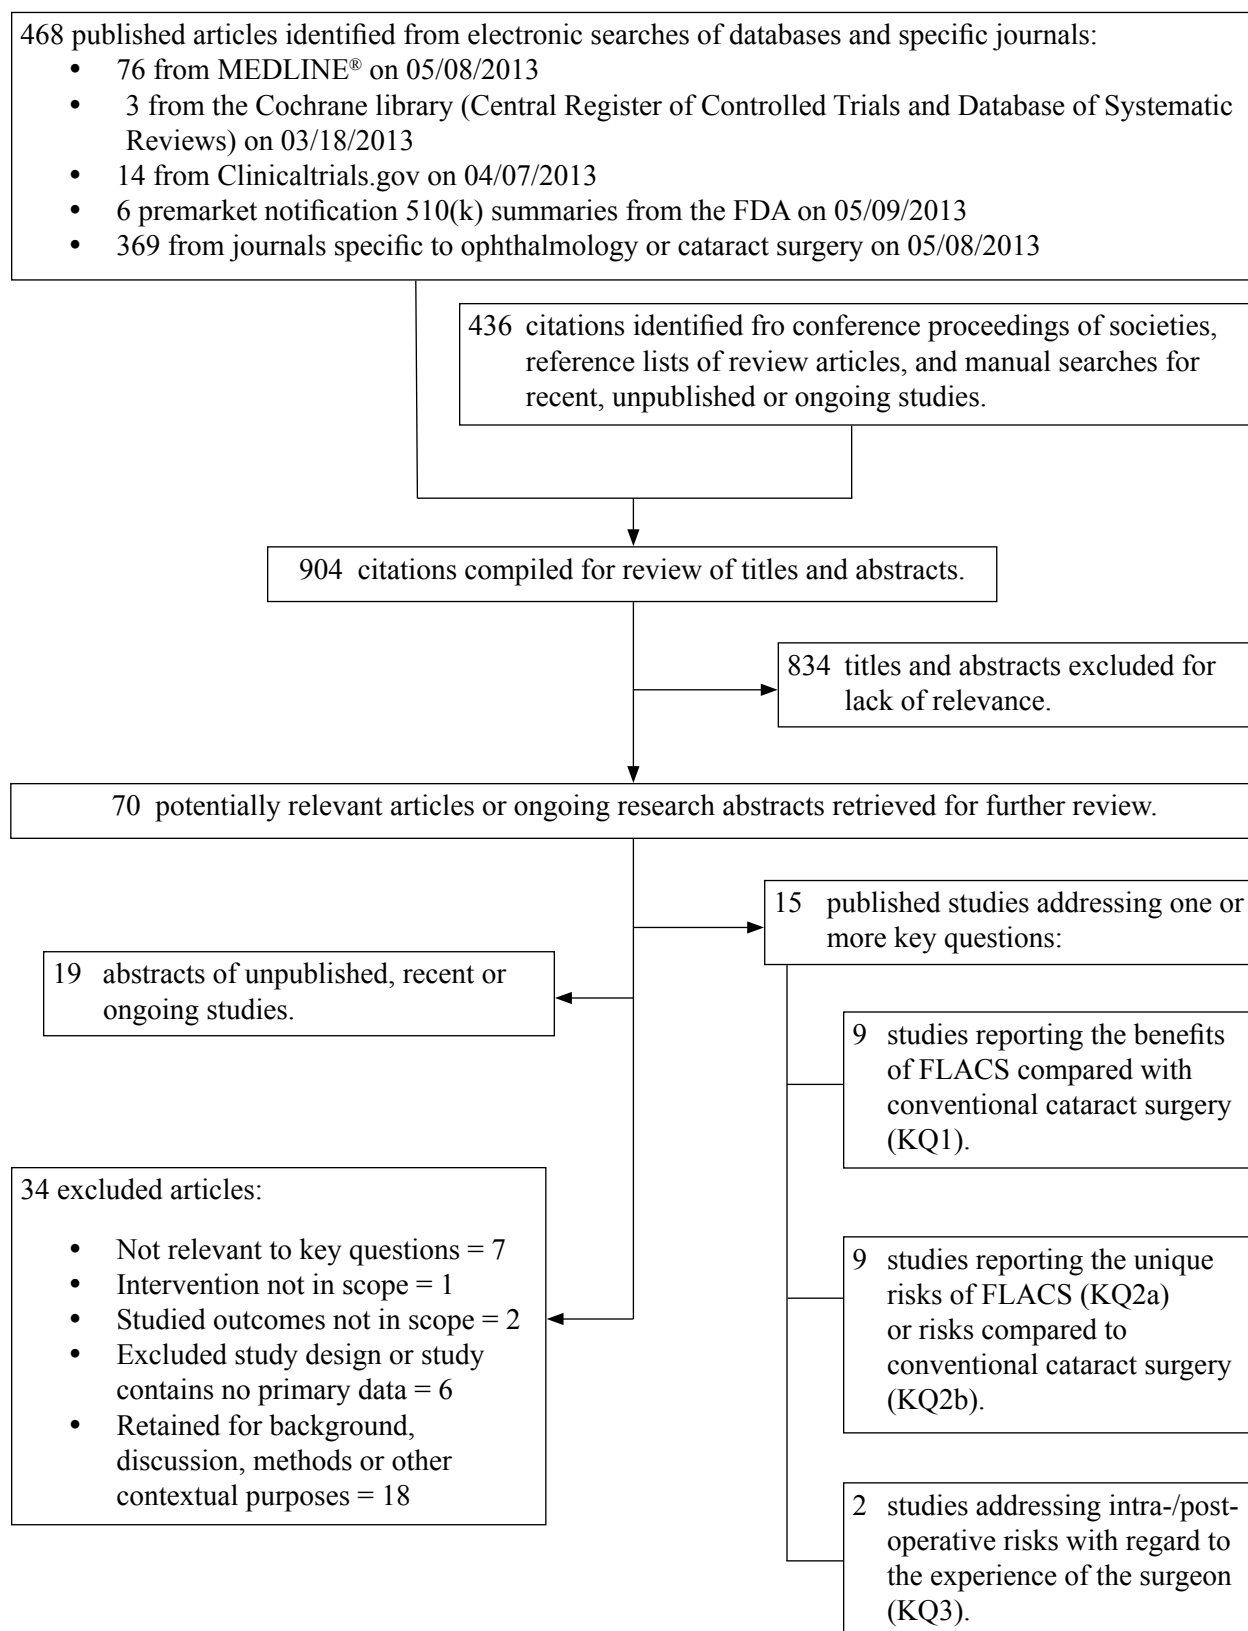 468 published articles identified from electronic searches of databases and specific journals:
• 76 from MEDLINE® on 05/08/2013
• 3 from the Cochrane library (Central Register of Controlled Trials and Database of Systematic
Reviews) on 03/18/2013
• 14 from Clinicaltrials.gov on 04/07/2013
• 6 premarket notification 510(k) summaries from the FDA on 05/09/2013
• 369 from journals specific to ophthalmology or cataract surgery on 05/08/2013
436 citations identified fro conference proceedings of societies,
reference lists of review articles, and manual searches for
recent, unpublished or ongoing studies.
904 citations compiled for review of titles and abstracts.
834 titles and abstracts excluded for
lack of relevance.
70 potentially relevant articles or ongoing research abstracts retrieved for further review.
15 published studies addressing one or
more key questions:
19 abstracts of unpublished, recent or
ongoing studies.
9 studies reporting the benefits
of FLACS compared with
conventional cataract surgery
(KQ1).
34 excluded articles:
• Not relevant to key questions = 7
• Intervention not in scope = 1
• Studied outcomes not in scope = 2
• Excluded study design or study
contains no primary data = 6
• Retained for background,
discussion, methods or other
contextual purposes = 18
9 studies reporting the unique
risks of FLACS (KQ2a)
or risks compared to
conventional cataract surgery
(KQ2b).
2 studies addressing intra-/post-
operative risks with regard to
the experience of the surgeon
(KQ3).